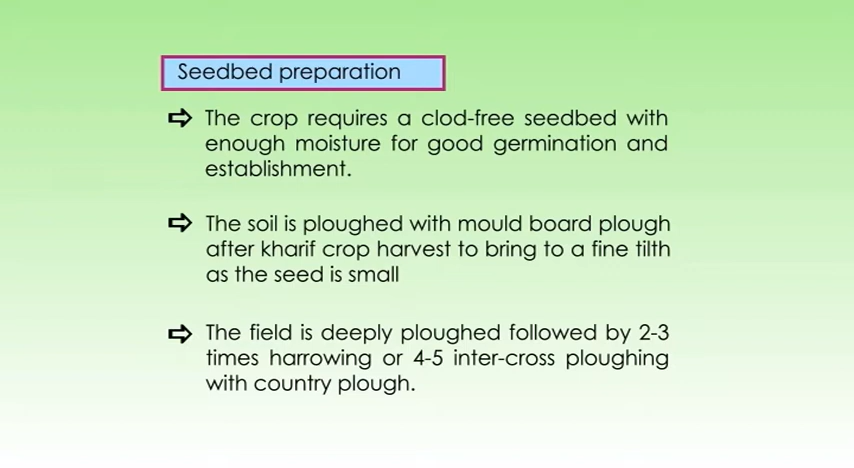 Seedbed preparation
The crop requires a clod-free seedbed with
enough moisture for good germination and
establishment.
The soil is ploughed with mould board plough
after kharif crop harvest to bring to a fine tilth
as the seed is small
The field is deeply ploughed followed by 2-3
times harrowing or 4-5 inter-cross ploughing
with country plough.